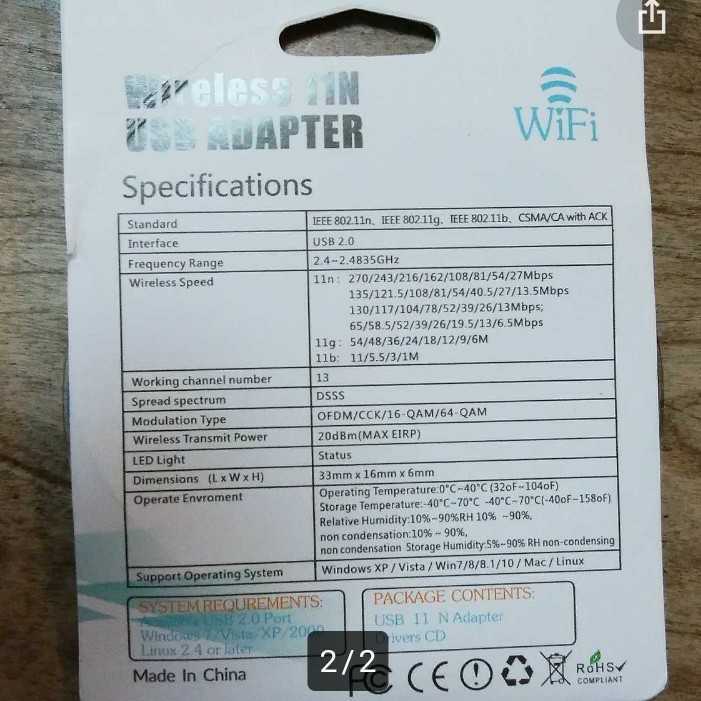 Wireless 11N
USB ADAPTER
WiFi
Specifications
Standard IEEE 802.11n、IEEE 802.11g、IEEE 802.11b、CSMA/CA with ACK
Interface USB 2.0
Frequency Range 2.4~2.4835GHz
Wireless Speed 11n: 270/243/216/162/108/81/54/27Mbps
135/121.5/108/81/54/40.5/27/13.5Mbps
130/117/104/78/52/39/26/13Mbps;
65/58.5/52/39/26/19.5/13/6.5Mbps
11g: 54/48/36/24/18/12/9/6M
11b: 11/5.5/3/1M
Working channel number 13
Spread spectrum DSSS
Modulation Type OFDM/CCK/16-QAM/64-QAM
Wireless Transmit Power 20dBm(MAX EIRP)
LED Light Status
Dimensions (L x W x H) 33mm x 16mm x 6mm
Operate Enviroment Operating Temperature:0°C~40°C (32oF~104oF)
Storage Temperature:-40°C~70°C -40°C~70°C(-40oF~158oF)
Relative Humidity:10%~90%RH 10% ~90%,
non condensation:10% ~ 90%,
non condensation Storage Humidity:5%~90% RH non-condensing
Support Operating System Windows XP / Vista / Win7/8/8.1/10 / Mac / Linux
SYSTEM REQUREMENTS:
USB 2.0 Port
Windows 7/Vista/XP/2000
Linux 2.4 or later
PACKAGE CONTENTS:
USB 11 N Adapter
Drivers CD
2/2
Made In China
FC CE
RoHS
COMPLIANT